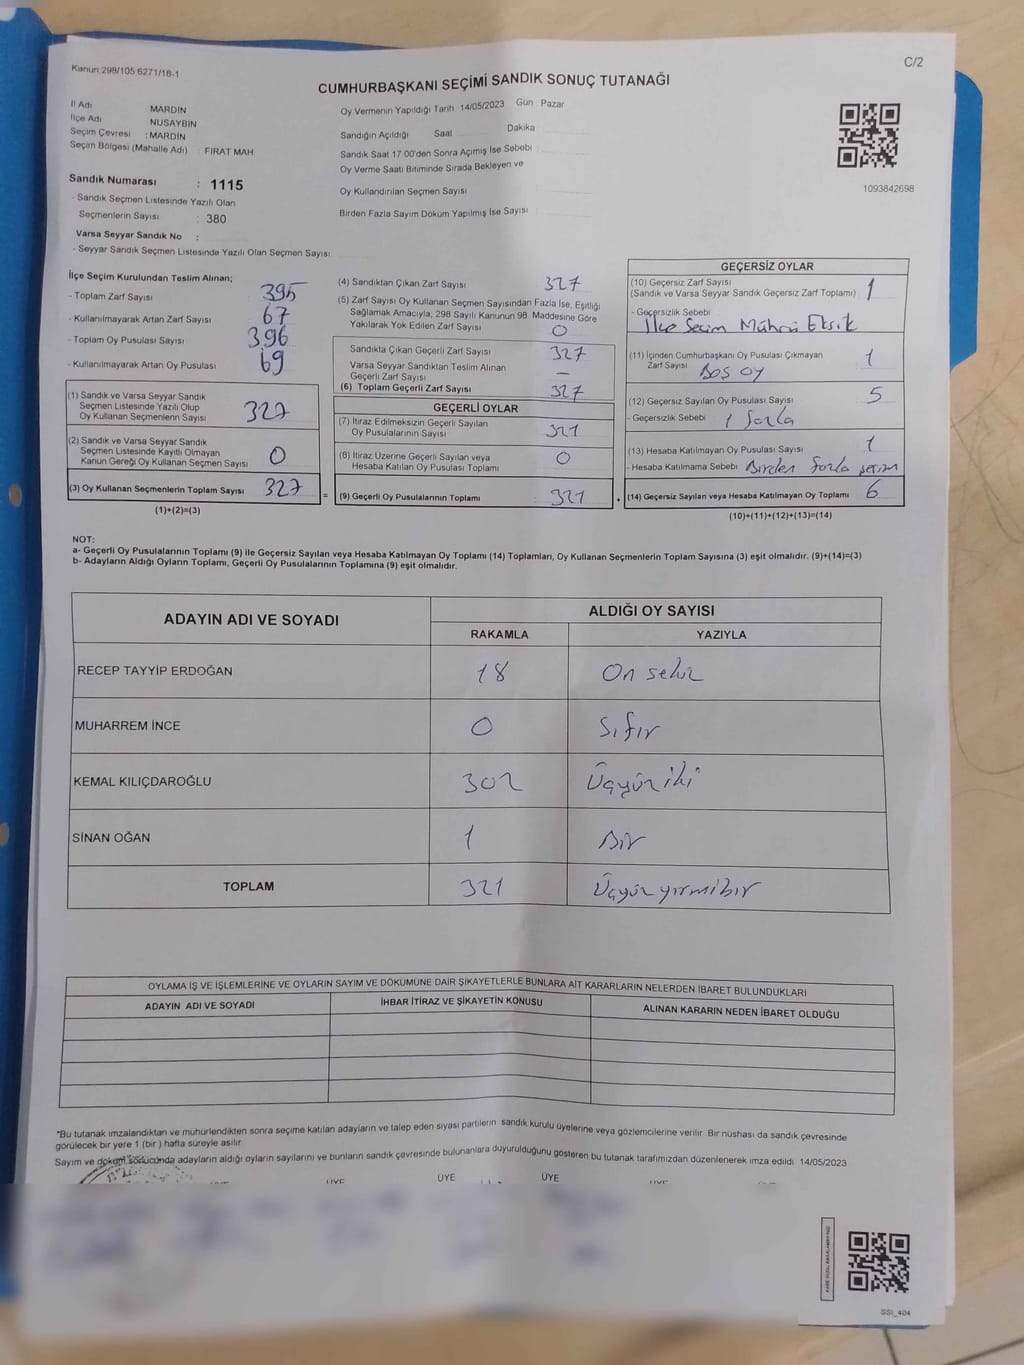 Kanun,298/105,6271/18-1
C/2
CUMHURBAŞKANI SEÇİMİ SANDIK SONUÇ TUTANAĞI
İl Adı MARDIN
İlçe Adı NUSAYBIN
Seçim Çevresi : MARDIN
Seçim Bölgesi (Mahalle Adı) : FIRAT MAH
Sandık Numarası : 1115
- Sandık Seçmen Listesinde Yazılı Olan
Seçmenlerin Sayısı : 380
Varsa Seyyar Sandık No :
- Seyyar Sandık Seçmen Listesinde Yazılı Olan Seçmen Sayısı
Oy Vermenin Yapıldığı Tarih 14/05/2023 Gün Pazar
Sandığın Açıldığı Saat Dakika
Sandık Saat 17.00'den Sonra Açımış İse Sebebi
Oy Verme Saati Bitiminde Sırada Bekleyen ve
Oy Kullandırılan Seçmen Sayısı
Birden Fazla Sayım Döküm Yapılmış İse Sayısı
1093842698
İlçe Seçim Kurulundan Teslim Alınan;
- Toplam Zarf Sayısı 395
- Kullanılmayarak Artan Zarf Sayısı 67
- Toplam Oy Pusulası Sayısı 396
- Kullanılmayarak Artan Oy Pusulası 69
(1) Sandık ve Varsa Seyyar Sandık
Seçmen Listesinde Yazılı Olup
Oy Kullanan Seçmenlerin Sayısı 327
(2) Sandık ve Varsa Seyyar Sandık
Seçmen Listesinde Kayıtlı Olmayan
Kanun Gereği Oy Kullanan Seçmen Sayısı 0
(3) Oy Kullanan Seçmenlerin Toplam Sayısı 327
(1)+(2)=(3)
(4) Sandıktan Çıkan Zarf Sayısı 327
(5) Zarf Sayısı Oy Kullanan Seçmen Sayısından Fazla İse, Eşitliği
Sağlamak Amacıyla, 298 Sayılı Kanunun 98. Maddesine Göre
Yakılarak Yok Edilen Zarf Sayısı 0
Sandıkta Çıkan Geçerli Zarf Sayısı 327
Varsa Seyyar Sandıktan Teslim Alınan
Geçerli Zarf Sayısı –
(6) Toplam Geçerli Zarf Sayısı 327
GEÇERLİ OYLAR
(7) İtiraz Edilmeksizin Geçerli Sayılan
Oy Pusulalarının Sayısı 321
(8) İtiraz Üzerine Geçerli Sayılan veya
Hesaba Katılan Oy Pusulası Toplamı 0
= (9) Geçerli Oy Pusulalarının Toplamı : 321
GEÇERSİZ OYLAR
(10) Geçersiz Zarf Sayısı
(Sandık ve Varsa Seyyar Sandık Geçersiz Zarf Toplamı) 1
- Geçersizlik Sebebi
İlçe Seçim Mührü Eksik
(11) İçinden Cumhurbaşkanı Oy Pusulası Çıkmayan
Zarf Sayısı Boş oy 1
(12) Geçersiz Sayılan Oy Pusulası Sayısı 5
- Geçersizlik Sebebi 1 fazla
(13) Hesaba Katılmayan Oy Pusulası Sayısı 1
- Hesaba Katılmama Sebebi Birden fazla seçim
+ (14) Geçersiz Sayılan veya Hesaba Katılmayan Oy Toplamı 6
(10)+(11)+(12)+(13)=(14)
NOT:
a- Geçerli Oy Pusulalarının Toplamı (9) ile Geçersiz Sayılan veya Hesaba Katılmayan Oy Toplamı (14) Toplamları, Oy Kullanan Seçmenlerin Toplam Sayısına (3) eşit olmalıdır. (9)+(14)=(3)
b- Adayların Aldığı Oyların Toplamı, Geçerli Oy Pusulalarının Toplamına (9) eşit olmalıdır.
ADAYIN ADI VE SOYADI
ALDIĞI OY SAYISI
RAKAMLA YAZIYLA
RECEP TAYYİP ERDOĞAN 18 On sekiz
MUHARREM İNCE 0 Sıfır
KEMAL KILIÇDAROĞLU 302 Üçyüz iki
SİNAN OĞAN 1 Bir
TOPLAM 321 Üçyüz yirmibir
OYLAMA İŞ VE İŞLEMLERİNE VE OYLARIN SAYIM VE DÖKÜMÜNE DAİR ŞİKAYETLERLE BUNLARA AİT KARARLARIN NELERDEN İBARET BULUNDUKLARI
ADAYIN ADI VE SOYADI İHBAR İTİRAZ VE ŞİKAYETİN KONUSU ALINAN KARARIN NEDEN İBARET OLDUĞU
*Bu tutanak imzalandıktan ve mühürlendikten sonra seçime katılan adayların ve talep eden siyasi partilerin sandık kurulu üyelerine veya gözlemcilerine verilir. Bir nüshası da sandık çevresinde
görülecek bir yere 1 (bir) hafta süreyle asılır
Sayım ve döküm sonucunda adayların aldığı oyların sayılarını ve bunların sandık çevresinde bulunanlara duyurulduğunu gösteren bu tutanak tarafımızdan düzenlenerek imza edildi. 14/05/2023
ÜYE ÜYE ÜYE ÜYE
SSI_404